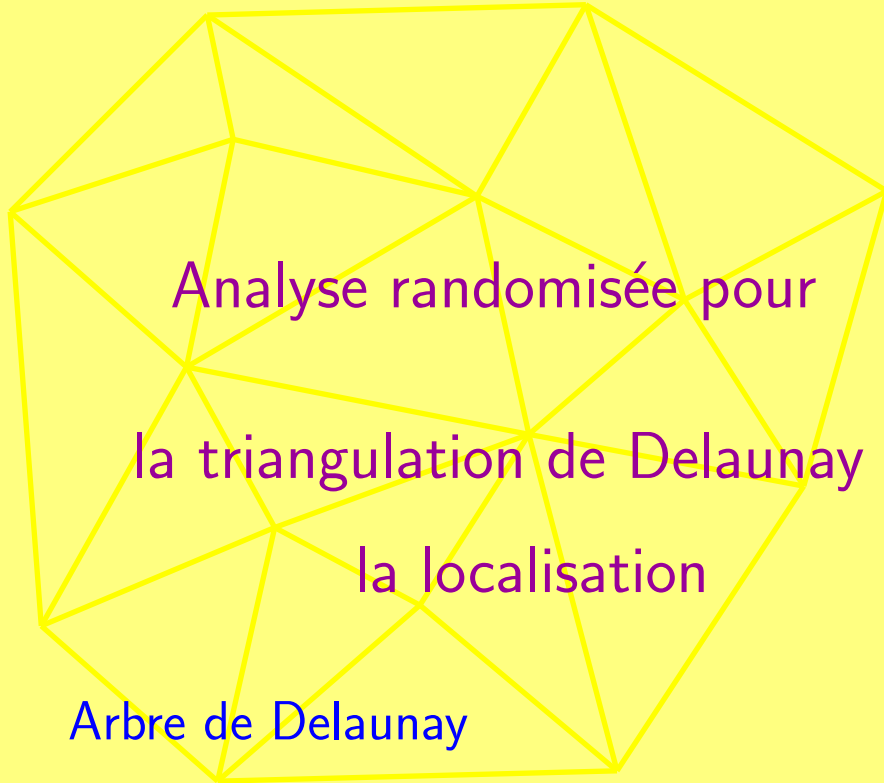 Analyse randomisée pour
la triangulation de Delaunay
la localisation
Arbre de Delaunay